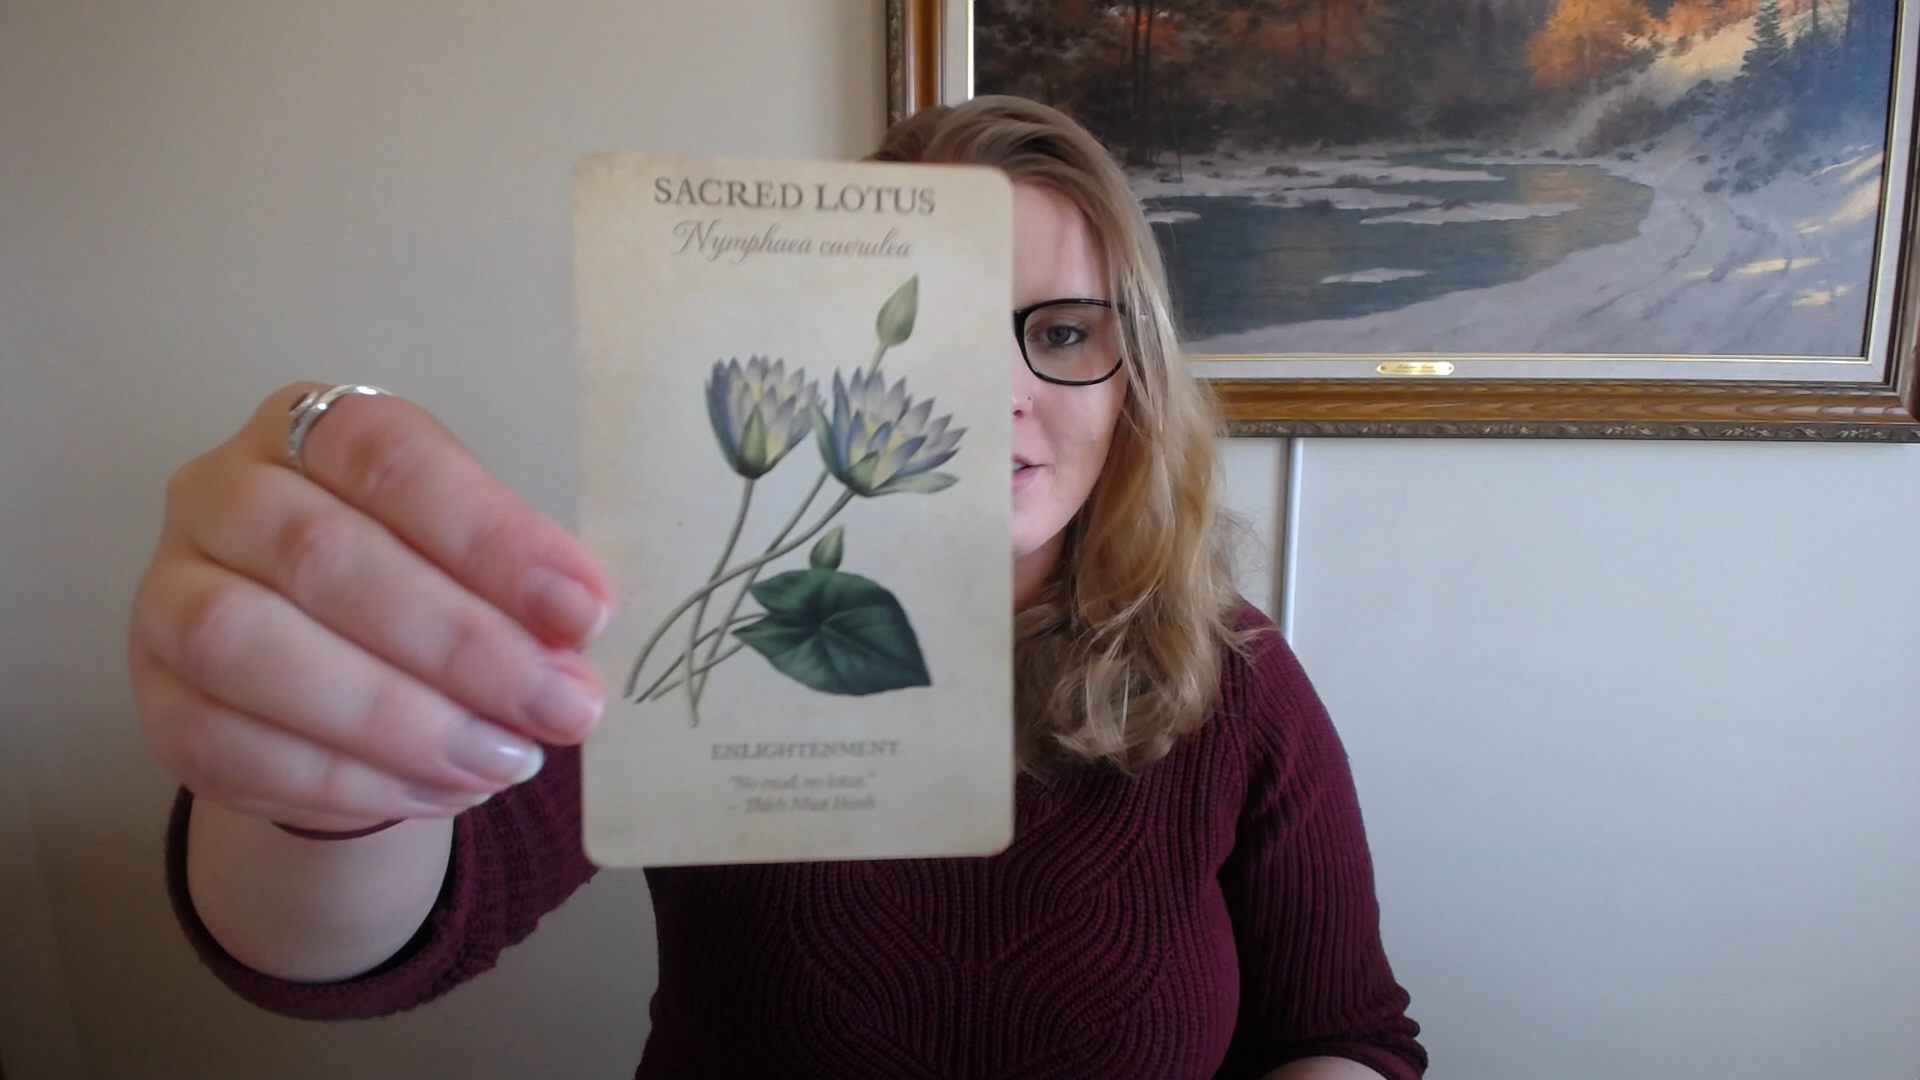 SACRED LOTUS
Nymphaea caerulea
ENLIGHTENMENT
"No mud, no lotus."
— Thich Nhat Hanh